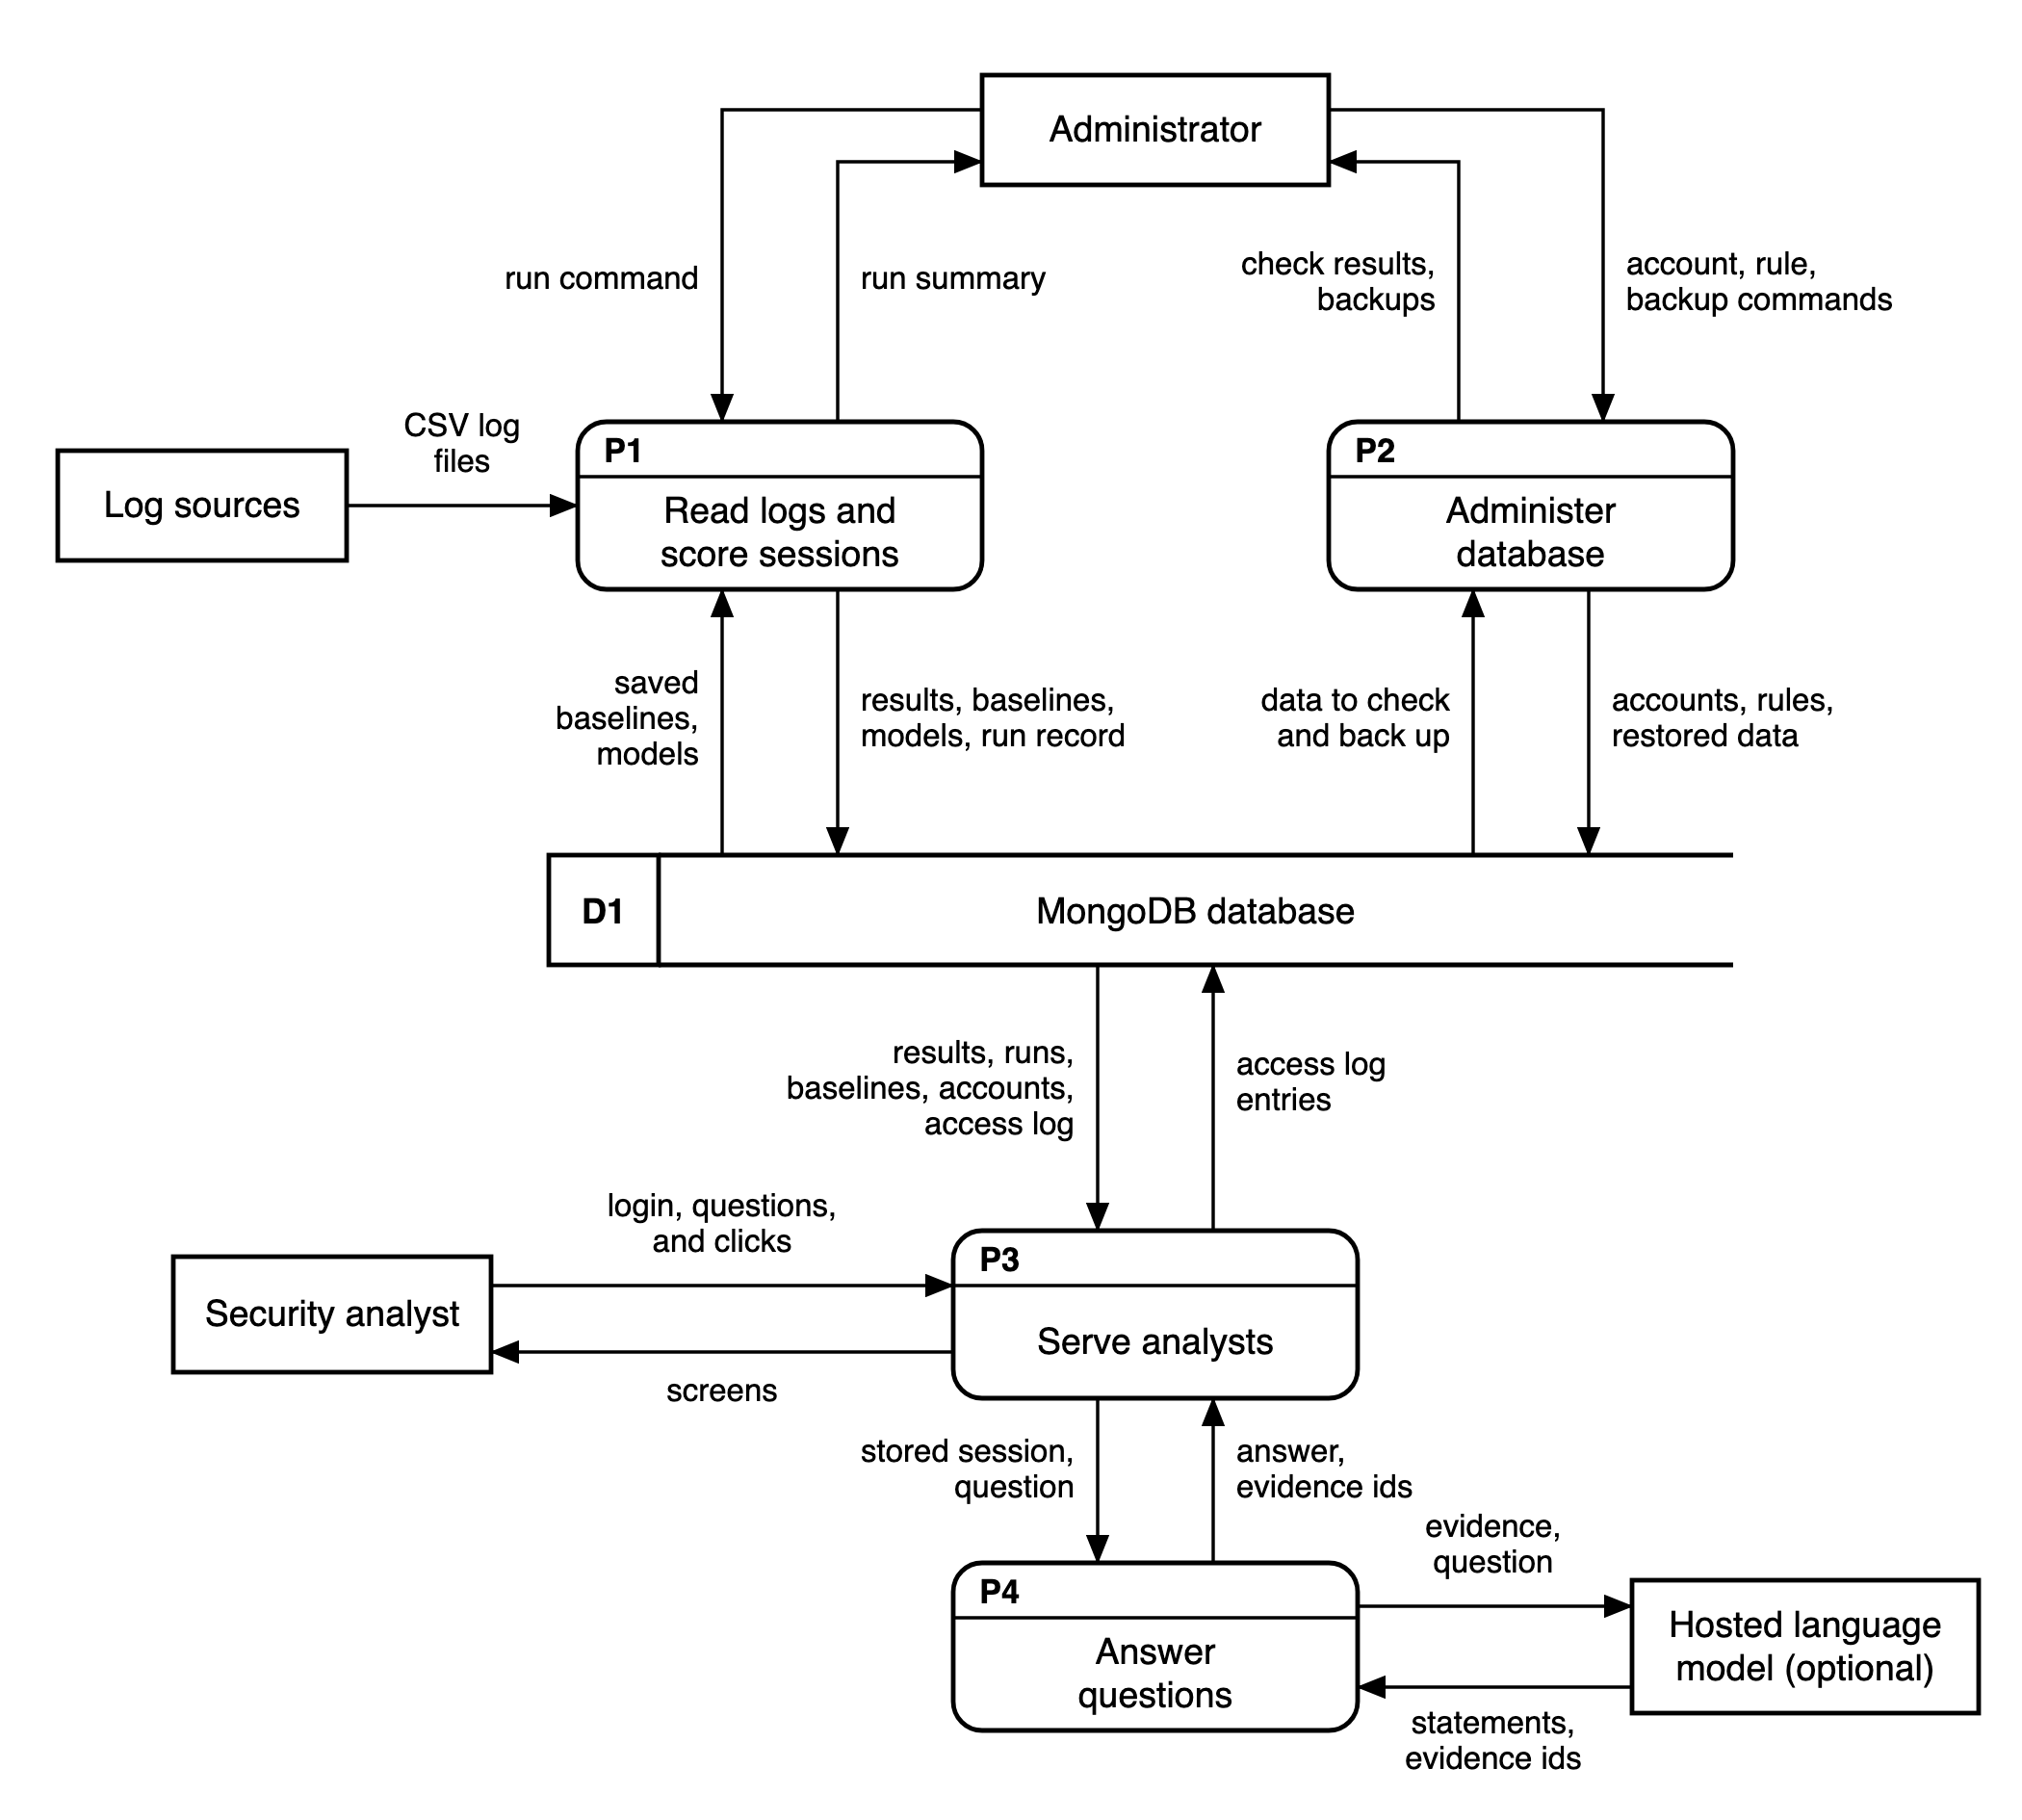 Administrator
run command
run summary
check results,
backups
account, rule,
backup commands
CSV log
files
Log sources
P1
Read logs and
score sessions
P2
Administer
database
saved
baselines,
models
results, baselines,
models, run record
data to check
and back up
accounts, rules,
restored data
D1
MongoDB database
results, runs,
baselines, accounts,
access log
access log
entries
login, questions,
and clicks
Security analyst
P3
Serve analysts
screens
stored session,
question
answer,
evidence ids
evidence,
question
P4
Answer
questions
Hosted language
model (optional)
statements,
evidence ids